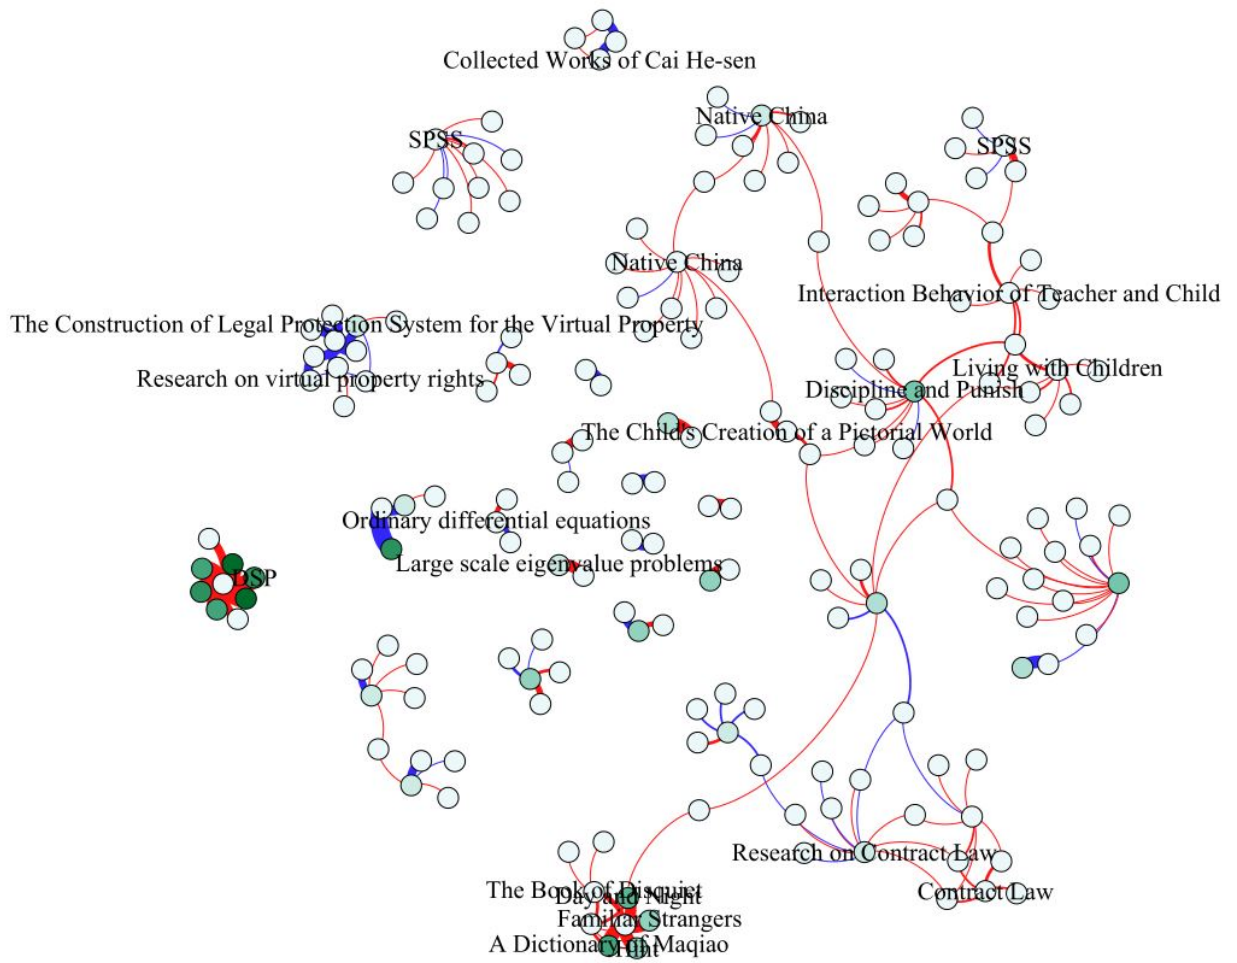 Collected Works of Cai He-sen
Native China
SPSS
SPSS
Native China
Interaction Behavior of Teacher and Child
The Construction of Legal Protection System for the Virtual Property
Living with Children
Research on virtual property rights
Discipline and Punish
The Child's Creation of a Pictorial World
Ordinary differential equations
Large scale eigenvalue problems
DSP
Research on Contract Law
The Book of Disquiet
Contract Law
Day and Night
Familiar Strangers
A Dictionary of Maqiao